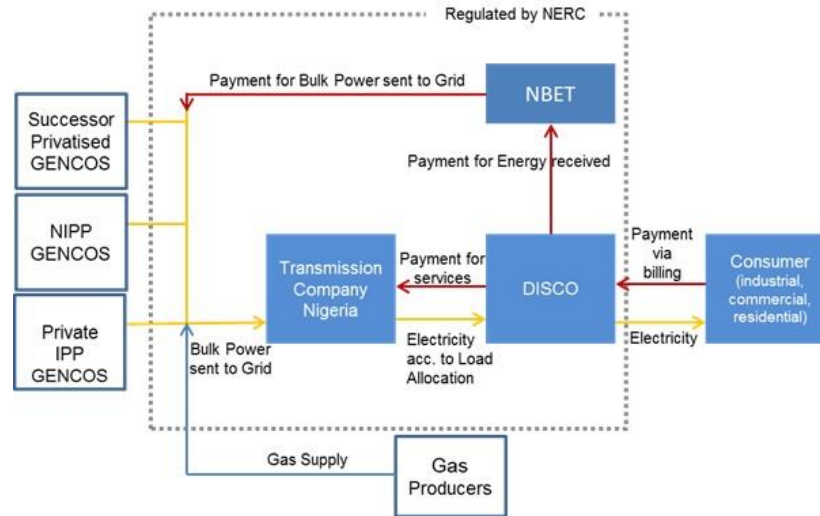 Regulated by NERC
Payment for Bulk Power sent to Grid
NBET
Successor
Privatised
GENCOS
Payment for Energy received
NIPP
GENCOS
Transmission
Company
Nigeria
Payment for
services
DISCO
Payment
via
billing
Consumer
(industrial,
commercial,
residential)
Private
IPP
GENCOS
Bulk Power
sent to Grid
Electricity
acc. to Load
Allocation
Electricity
Gas Supply
Gas
Producers